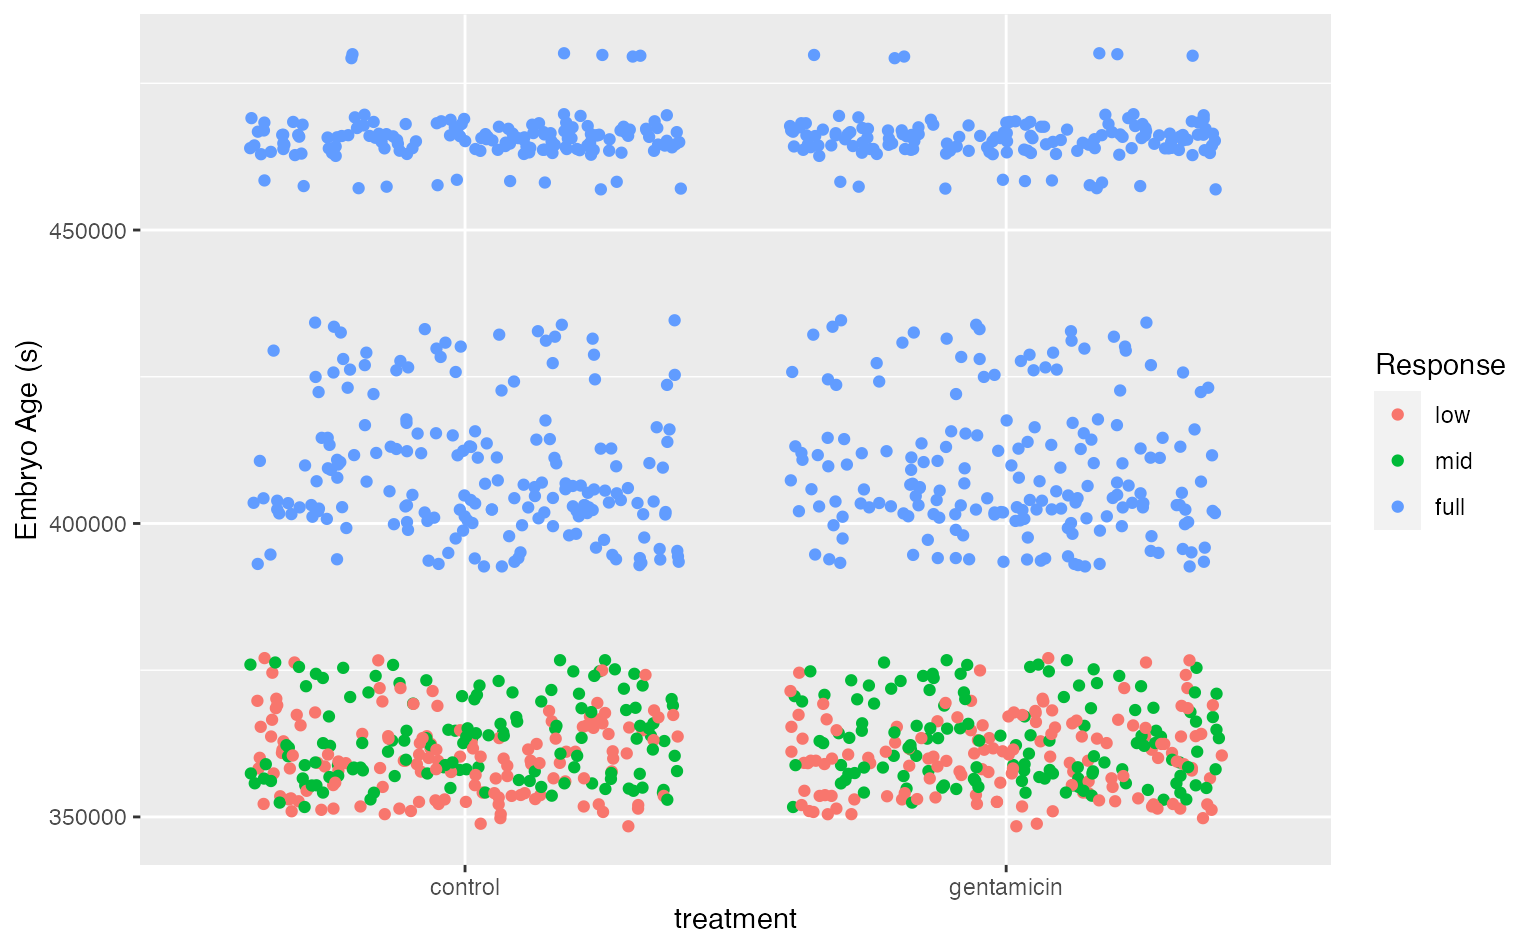 Embryo Age (s)
450000
400000
350000
control
gentamicin
treatment
Response
low
mid
full